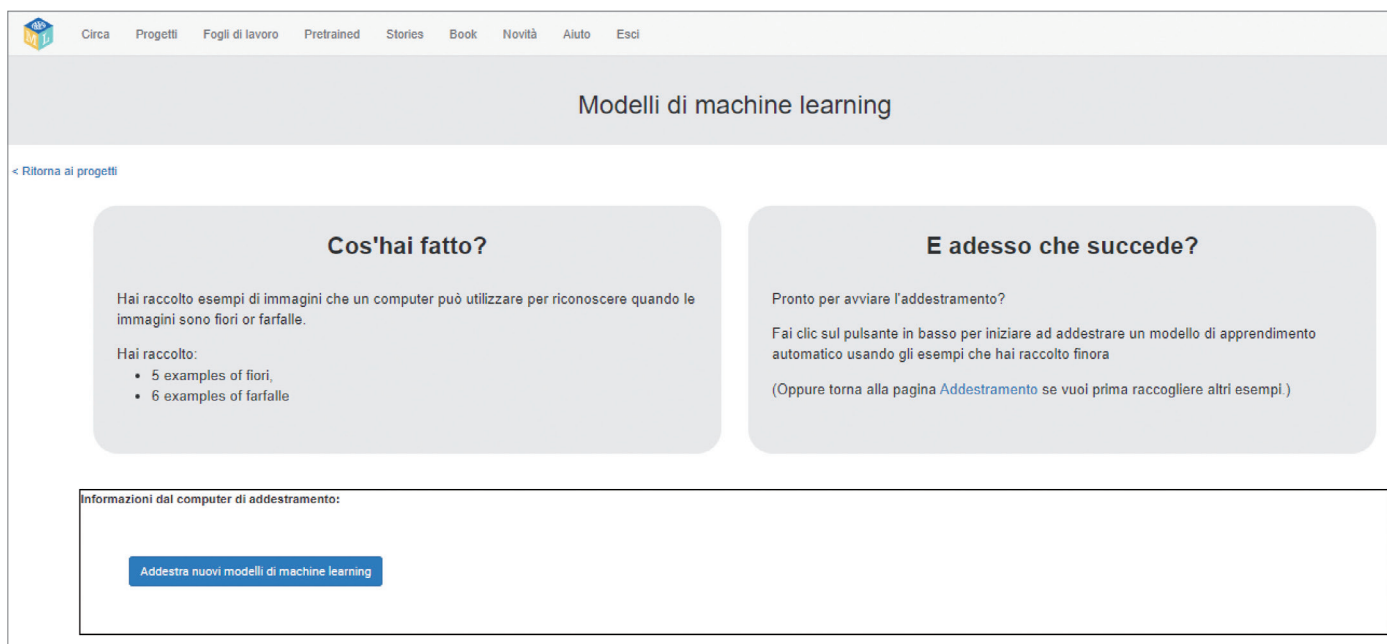 M L
Circa Progetti Fogli di lavoro Pretrained Stories Book Novità Aiuto Esci
Modelli di machine learning
< Ritorna ai progetti
Cos'hai fatto?
Hai raccolto esempi di immagini che un computer può utilizzare per riconoscere quando le
immagini sono fiori or farfalle.
Hai raccolto:
• 5 examples of fiori,
• 6 examples of farfalle
E adesso che succede?
Pronto per avviare l'addestramento?
Fai clic sul pulsante in basso per iniziare ad addestrare un modello di apprendimento
automatico usando gli esempi che hai raccolto finora
(Oppure torna alla pagina Addestramento se vuoi prima raccogliere altri esempi.)
Informazioni dal computer di addestramento:
Addestra nuovi modelli di machine learning